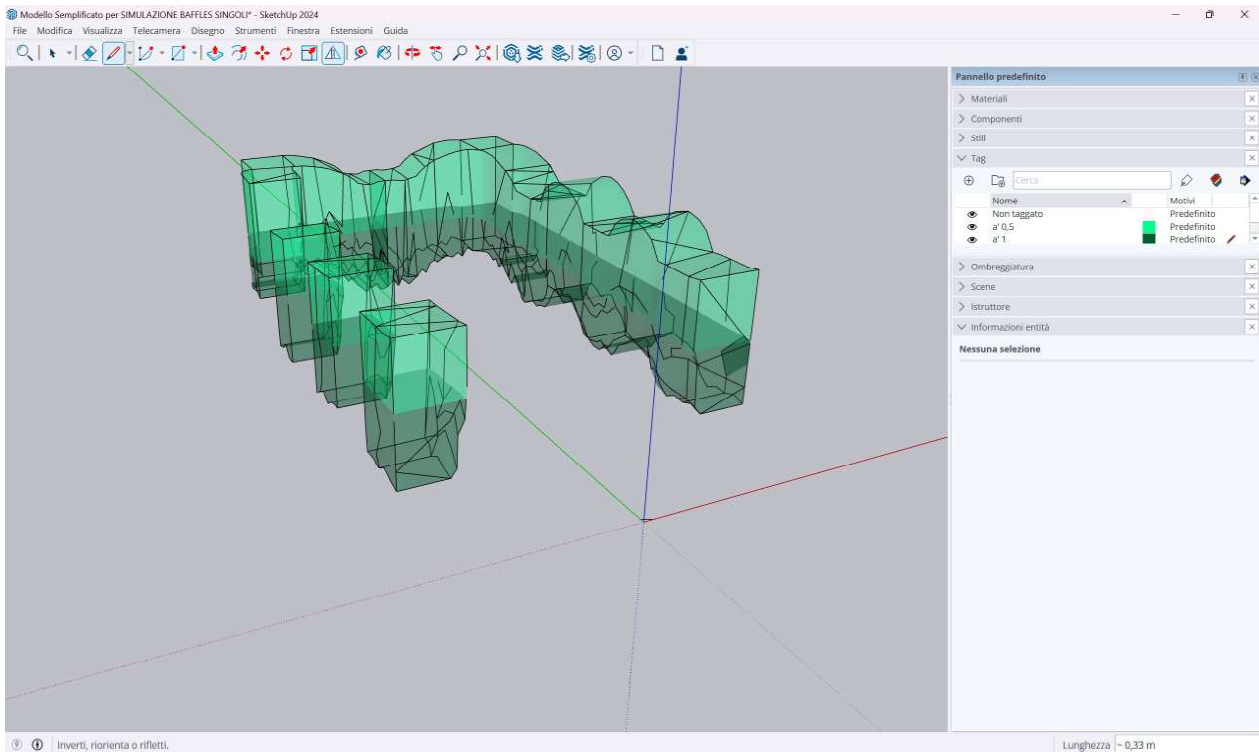 Modello Semplificato per SIMULAZIONE BAFFLES SINGOLI* - SketchUp 2024
File Modifica Visualizza Telecamera Disegno Strumenti Finestra Estensioni Guida
Pannello predefinito
Materiali
Componenti
Stili
Tag
Cerca
Nome Motivi
Non taggato Predefinito
a' 0,5 Predefinito
a' 1 Predefinito
Ombreggiatura
Scene
Istruttore
Informazioni entità
Nessuna selezione
Inverti, riorienta o rifletti.
Lunghezza ~ 0,33 m